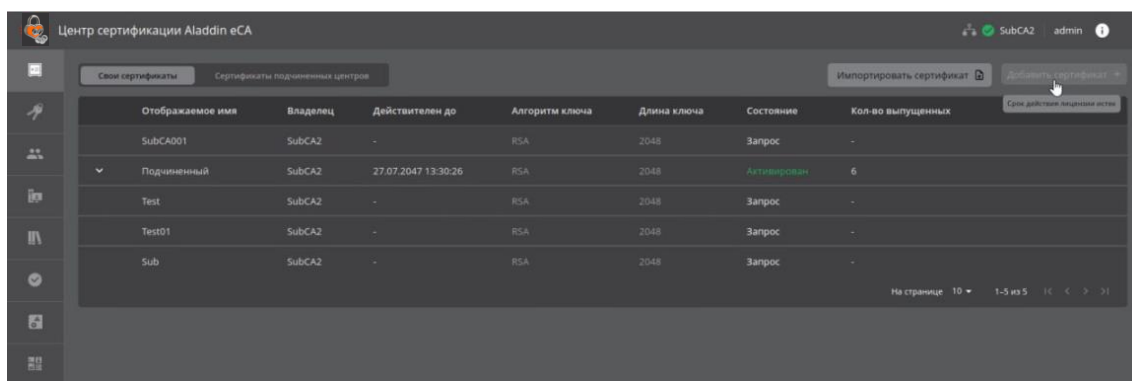 Центр сертификации Aladdin eCA
SubCA2 admin
Свои сертификаты Сертификаты подчиненных центров Импортировать сертификат Добавить сертификат +
Срок действия лицензии истек
Отображаемое имя Владелец Действителен до Алгоритм ключа Длина ключа Состояние Кол-во выпущенных
SubCA001 SubCA2 - RSA 2048 Запрос -
Подчиненный SubCA2 27.07.2047 13:30:26 RSA 2048 Активирован 6
Test SubCA2 - RSA 2048 Запрос -
Test01 SubCA2 - RSA 2048 Запрос -
Sub SubCA2 - RSA 2048 Запрос -
На странице 10 1–5 из 5